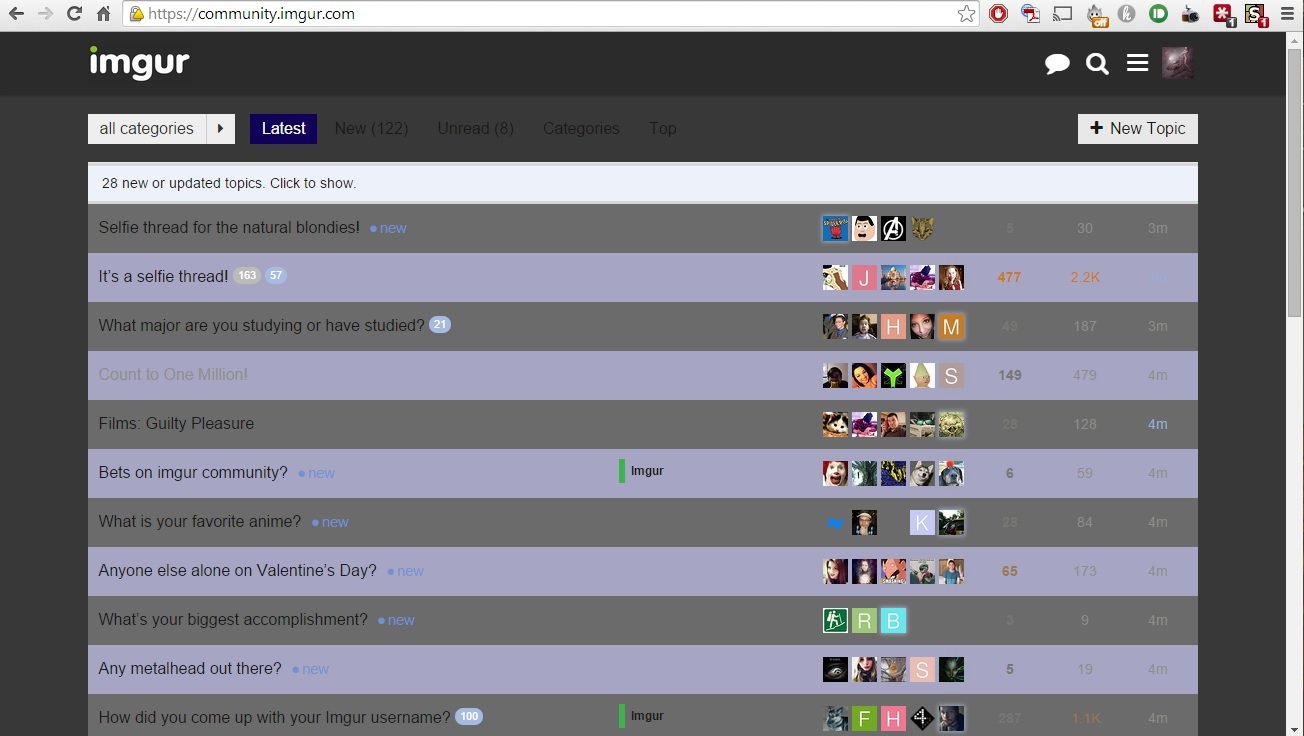 https://community.imgur.com
off
1
1
imgur
all categories Latest New (122) Unread (8) Categories Top + New Topic
28 new or updated topics. Click to show.
Selfie thread for the natural blondies! new 5 30 3m
It's a selfie thread! 163 57 J 477 2.2K
What major are you studying or have studied? 21 H M 49 187 3m
Count to One Million! S 149 479 4m
Films: Guilty Pleasure 28 128 4m
Bets on imgur community? new Imgur 6 59 4m
What is your favorite anime? new K 28 84 4m
Anyone else alone on Valentine's Day? new 65 173 4m
What's your biggest accomplishment? new R B 3 9 4m
Any metalhead out there? new S 5 19 4m
How did you come up with your Imgur username? 100 Imgur F H 4 287 1.1K 4m